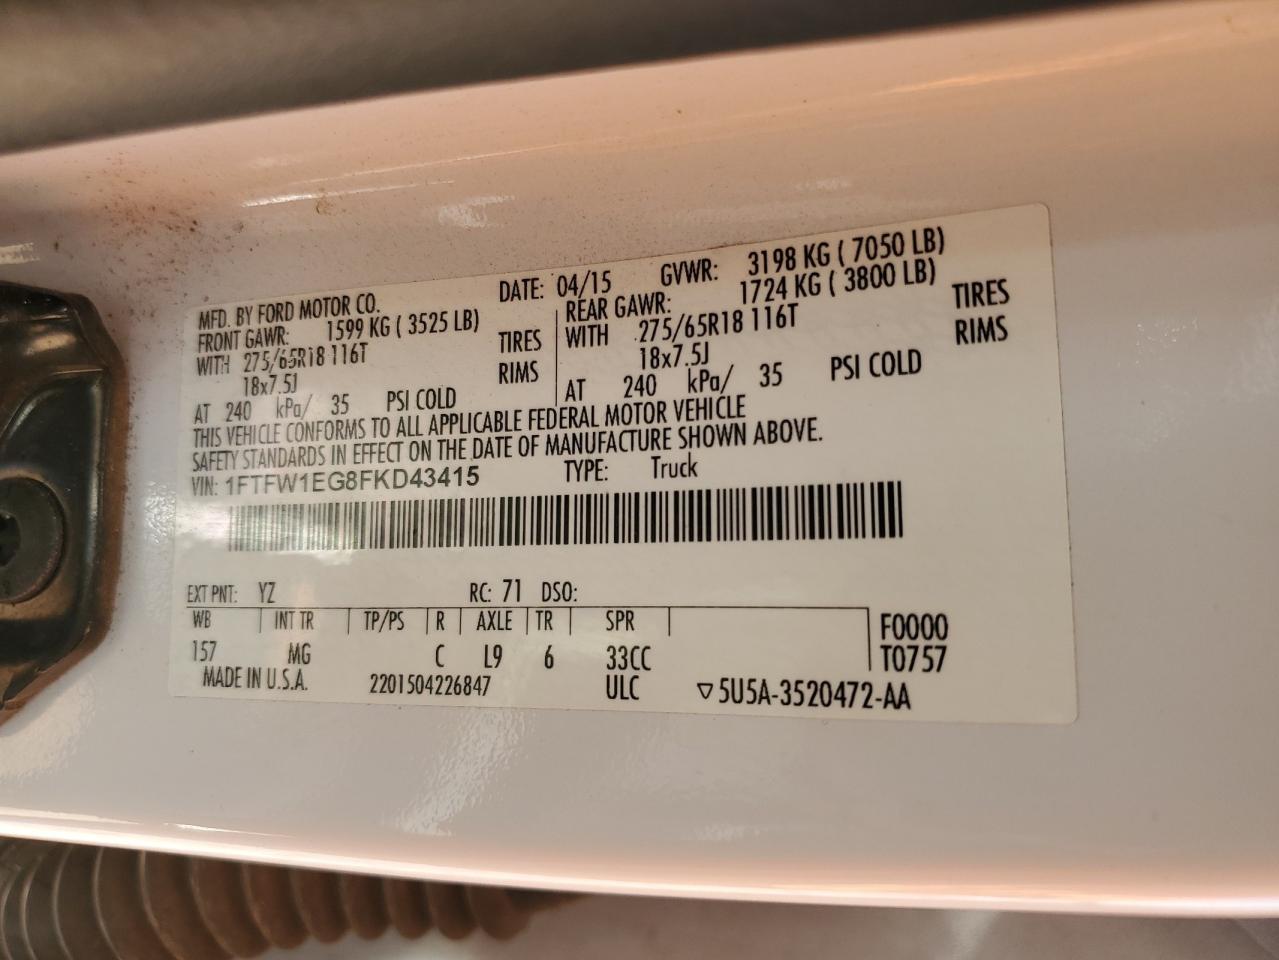 MFD. BY FORD MOTOR CO. DATE: 04/15 GVWR: 3198 KG ( 7050 LB)
FRONT GAWR: 1599 KG ( 3525 LB) REAR GAWR: 1724 KG ( 3800 LB)
WITH 275/65R18 116T TIRES WITH 275/65R18 116T TIRES
18x7.5J RIMS 18x7.5J RIMS
AT 240 kPa/ 35 PSI COLD AT 240 kPa/ 35 PSI COLD
THIS VEHICLE CONFORMS TO ALL APPLICABLE FEDERAL MOTOR VEHICLE
SAFETY STANDARDS IN EFFECT ON THE DATE OF MANUFACTURE SHOWN ABOVE.
VIN: 1FTFW1EG8FKD43415 TYPE: Truck
EXT PNT: YZ RC: 71 DSO:
WB INT TR TP/PS R AXLE TR SPR F0000
157 MG C L9 6 33CC T0757
MADE IN U.S.A. 2201504226847 ULC ▽5U5A-3520472-AA